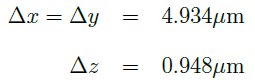 Δx = Δy = 4.934μm
Δz = 0.948μm